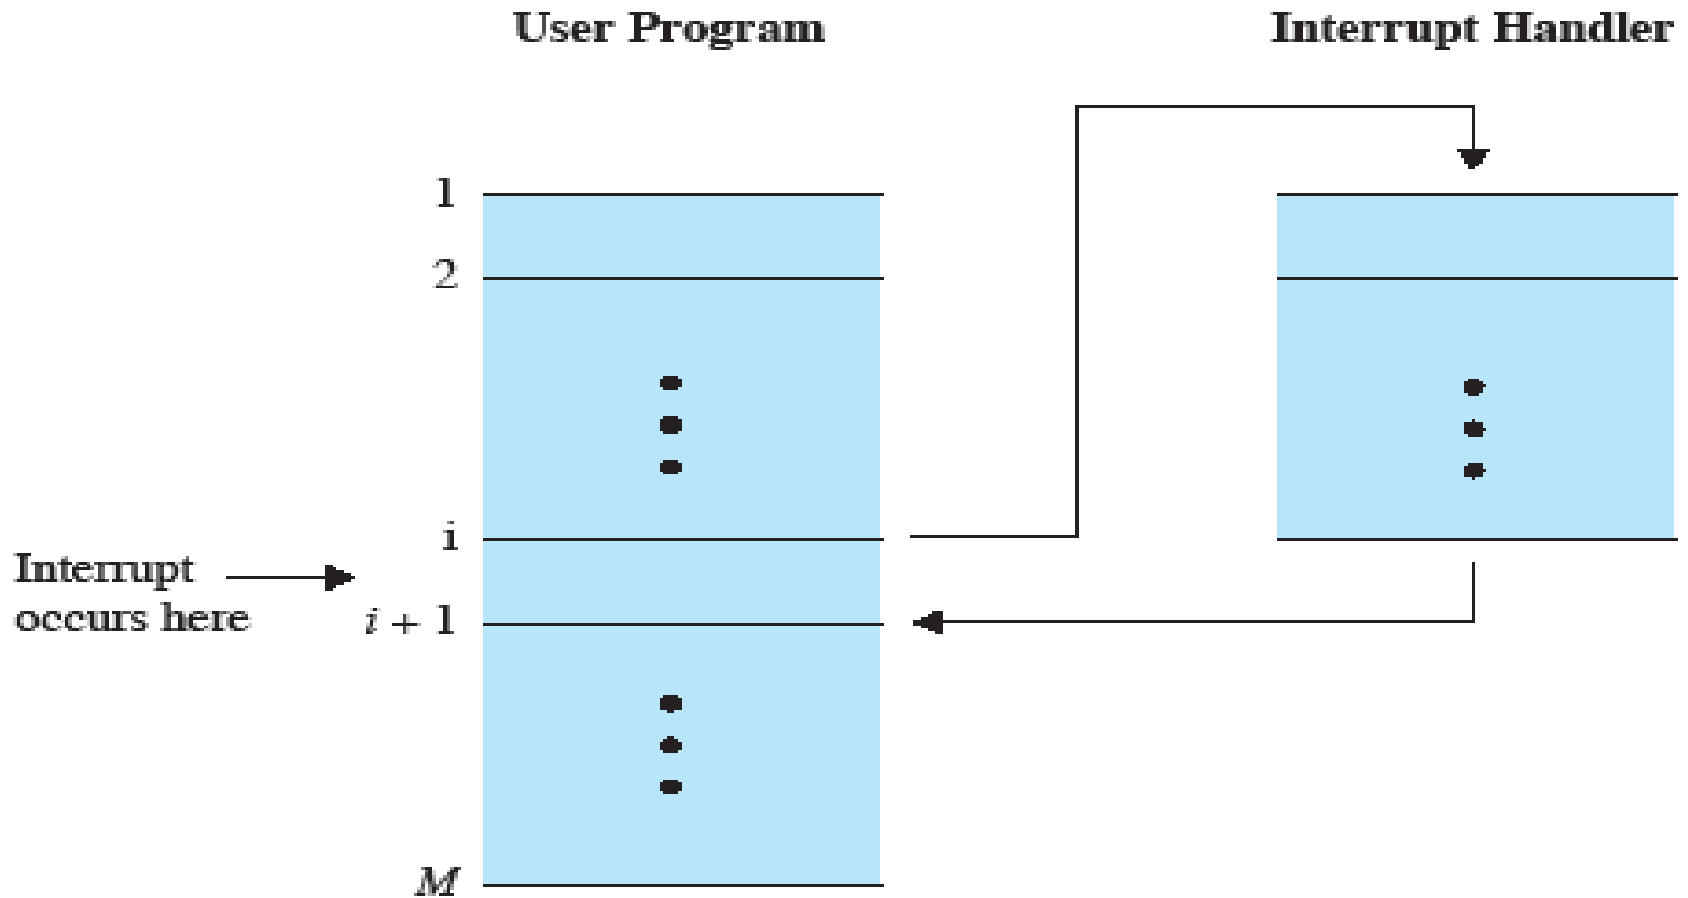 User Program
Interrupt Handler
1
2
i
Interrupt
occurs here
i + 1
M